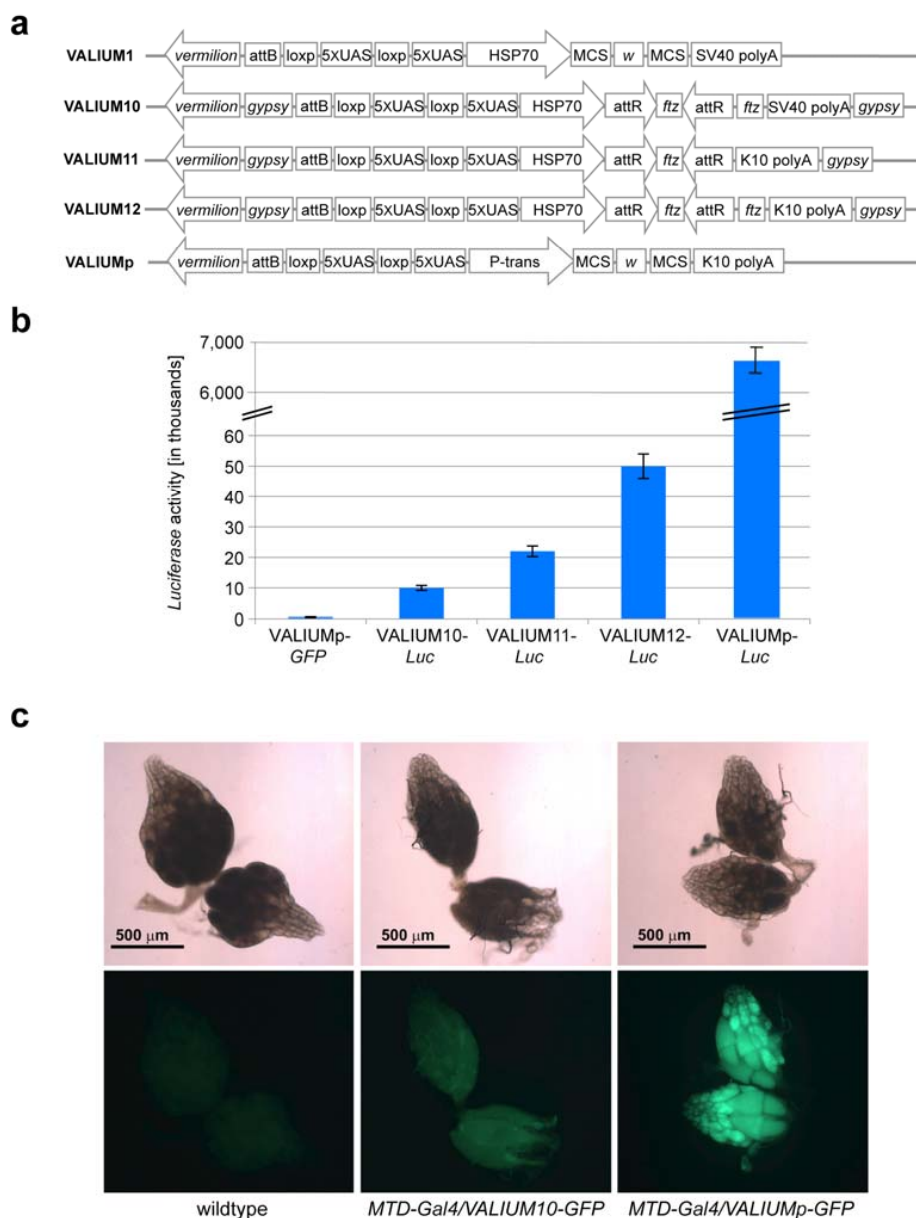 a
VALIUM1 vermilion attB loxp 5XUAS loxp 5XUAS HSP70 MCS w MCS SV40 polyA
VALIUM10 vermilion gypsy attB loxp 5XUAS loxp 5XUAS HSP70 attR ftz attR ftz SV40 polyA gypsy
VALIUM11 vermilion gypsy attB loxp 5XUAS loxp 5XUAS HSP70 attR ftz attR K10 polyA gypsy
VALIUM12 vermilion gypsy attB loxp 5XUAS loxp 5XUAS HSP70 attR ftz attR ftz K10 polyA gypsy
VALIUMp vermilion attB loxp 5XUAS loxp 5XUAS P-trans MCS w MCS K10 polyA
b
Luciferase activity [in thousands]
7,000
6,000
60
50
40
30
20
10
0
VALIUMp- VALIUM10- VALIUM11- VALIUM12- VALIUMp-
GFP Luc Luc Luc Luc
c
500 μm 500 μm 500 μm
wildtype MTD-Gal4/VALIUM10-GFP MTD-Gal4/VALIUMp-GFP